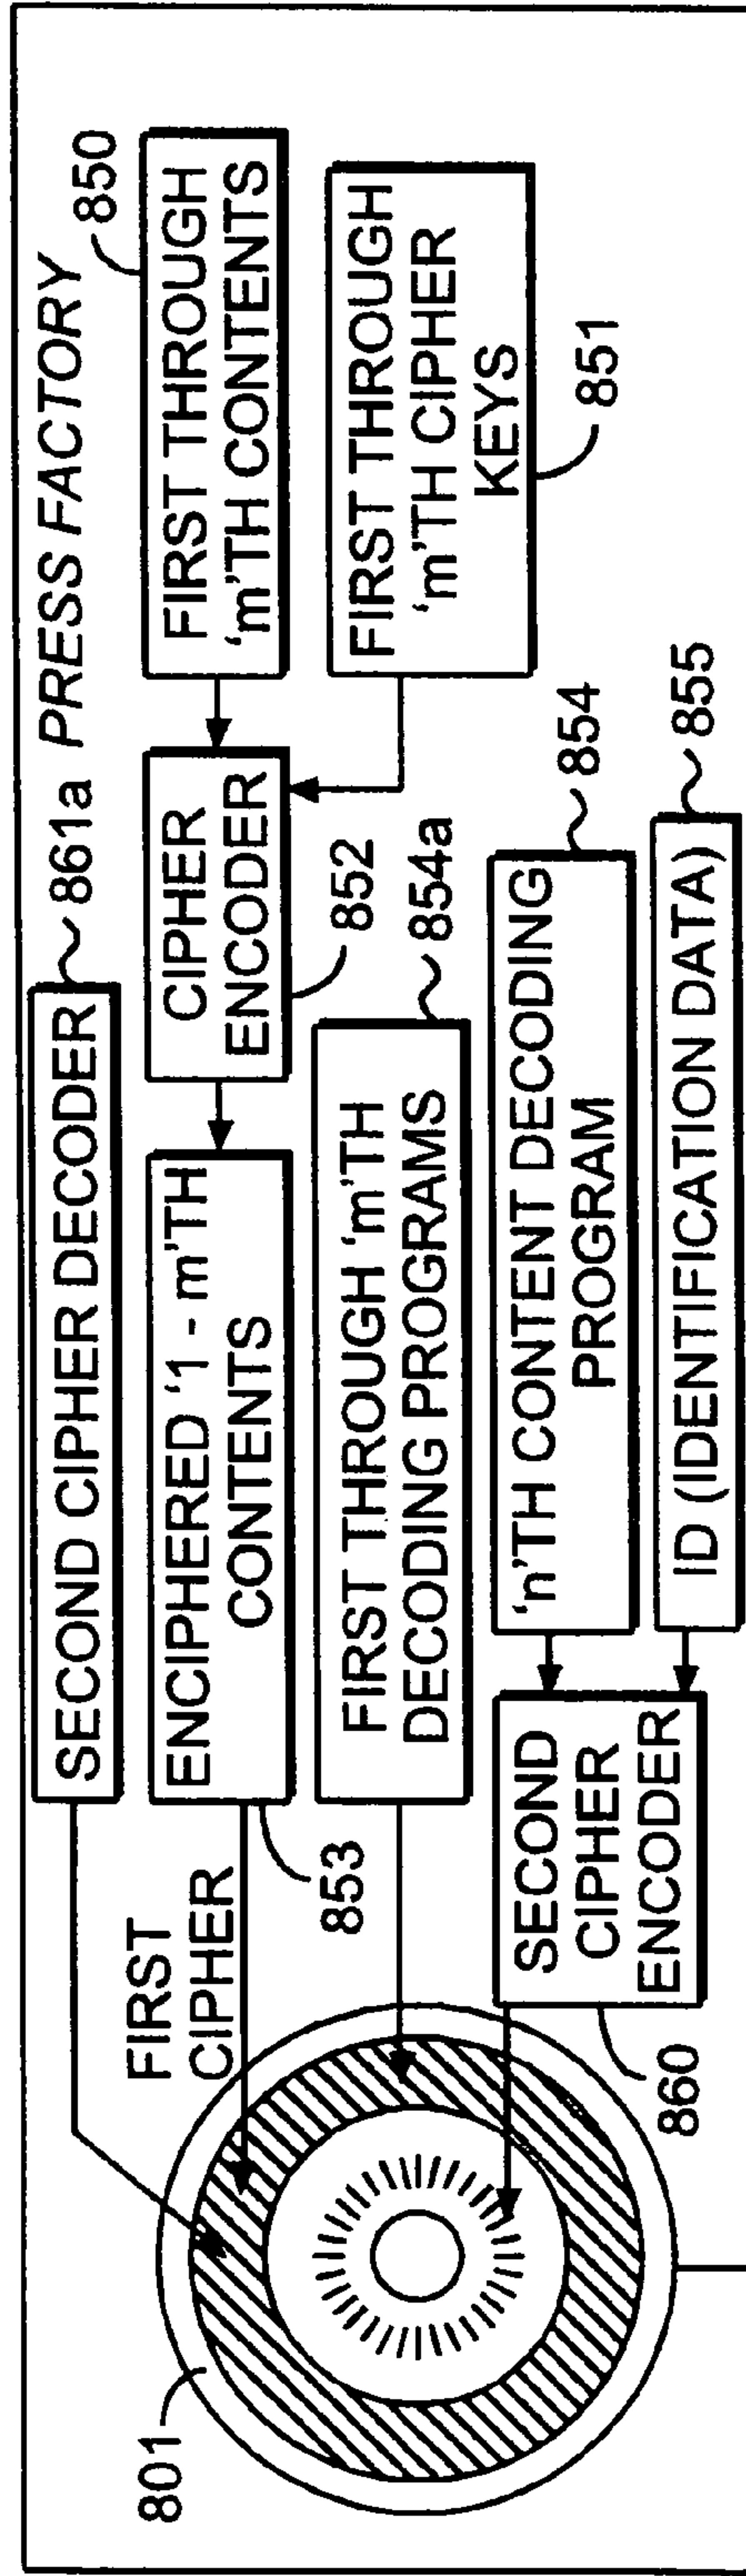 PRESS FACTORY
801
SECOND CIPHER DECODER
861a
FIRST
CIPHER
ENCIPHERED '1 - m'TH
CONTENTS
853
CIPHER
ENCODER
852
FIRST THROUGH
'm'TH CONTENTS
850
FIRST THROUGH
'm'TH CIPHER
KEYS
851
FIRST THROUGH 'm'TH
DECODING PROGRAMS
854a
SECOND
CIPHER
ENCODER
860
'n'TH CONTENT DECODING
PROGRAM
854
ID (IDENTIFICATION DATA)
855